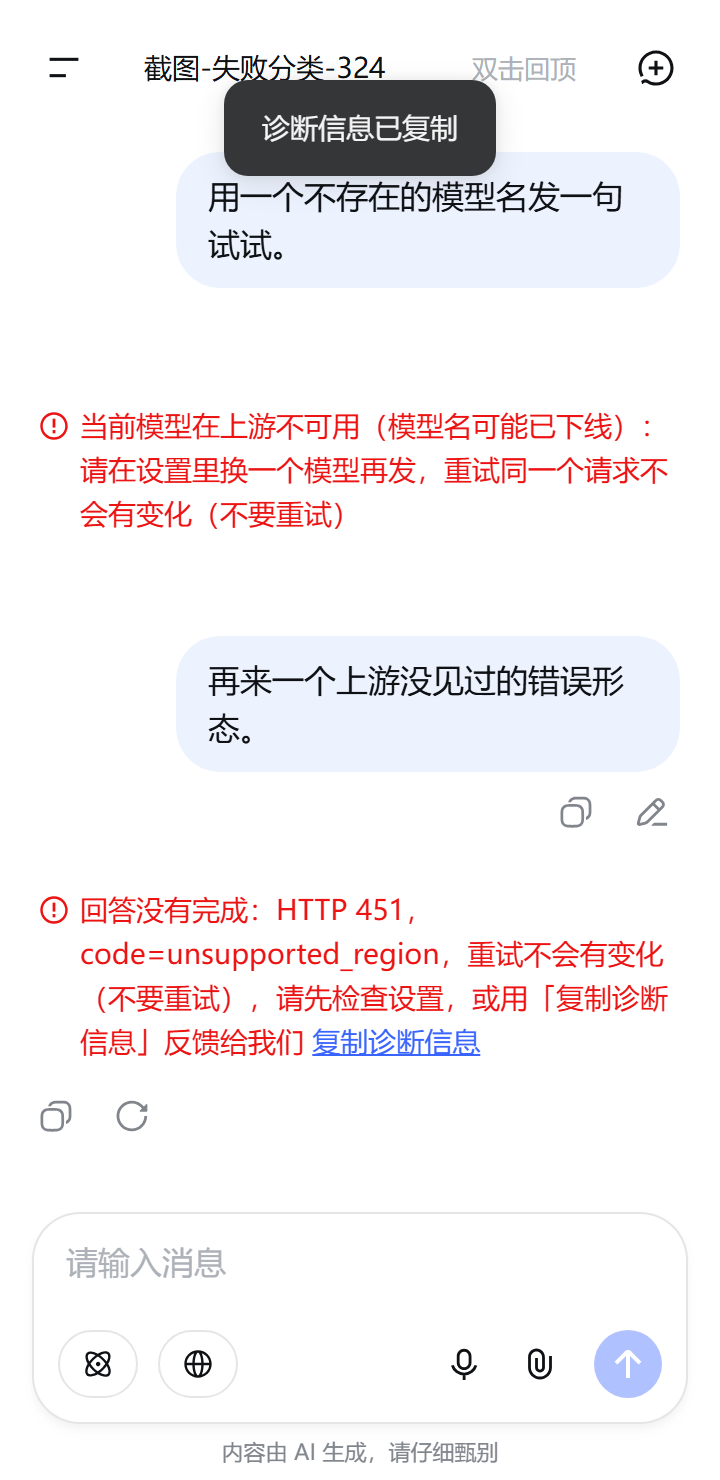 截图-失败分类-324
双击回顶
诊断信息已复制
用一个不存在的模型名发一句
试试。
当前模型在上游不可用（模型名可能已下线）：
请在设置里换一个模型再发，重试同一个请求不
会有变化（不要重试）
再来一个上游没见过的错误形
态。
回答没有完成：HTTP 451，
code=unsupported_region，重试不会有变化
（不要重试），请先检查设置，或用「复制诊断
信息」反馈给我们 复制诊断信息
请输入消息
内容由 AI 生成，请仔细甄别